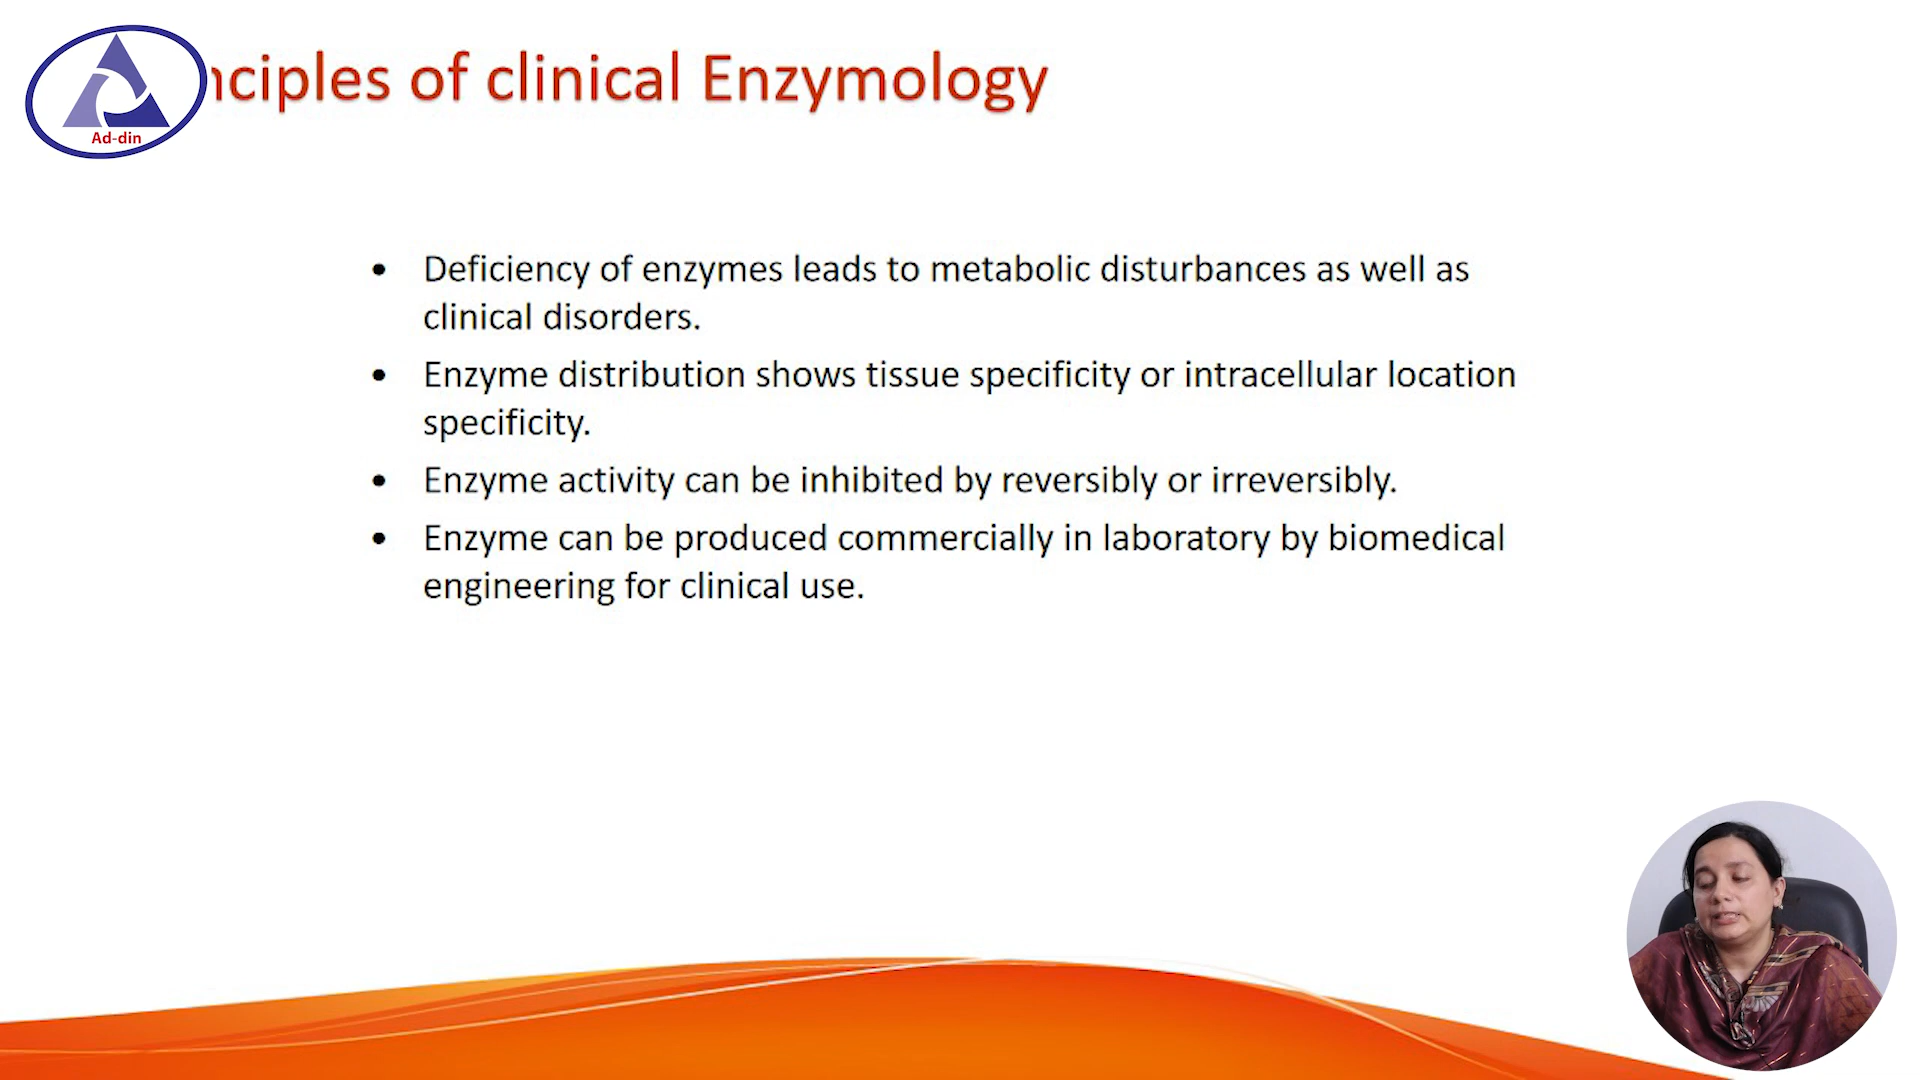 nciples of clinical Enzymology
Ad-din
• Deficiency of enzymes leads to metabolic disturbances as well as
clinical disorders.
• Enzyme distribution shows tissue specificity or intracellular location
specificity.
• Enzyme activity can be inhibited by reversibly or irreversibly.
• Enzyme can be produced commercially in laboratory by biomedical
engineering for clinical use.